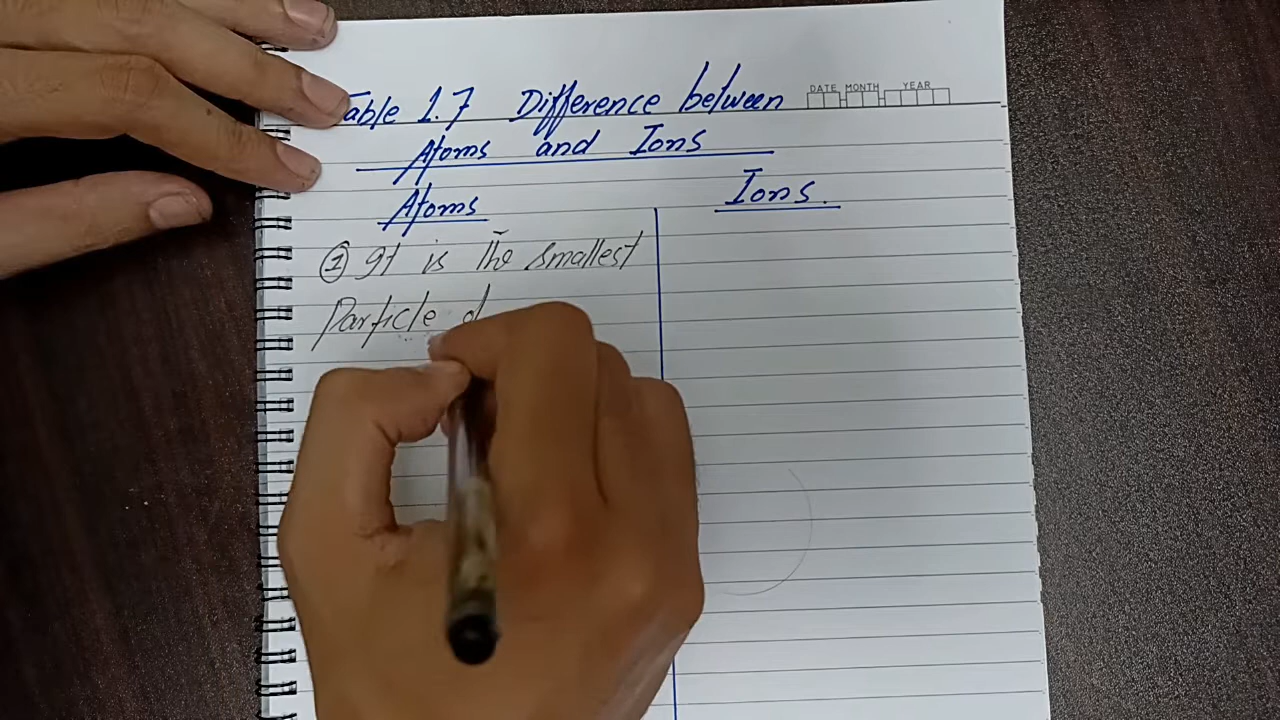 Table 1.7 Difference between
DATE MONTH YEAR
Atoms and Ions
Atoms
Ions.
① It is the smallest
Particle